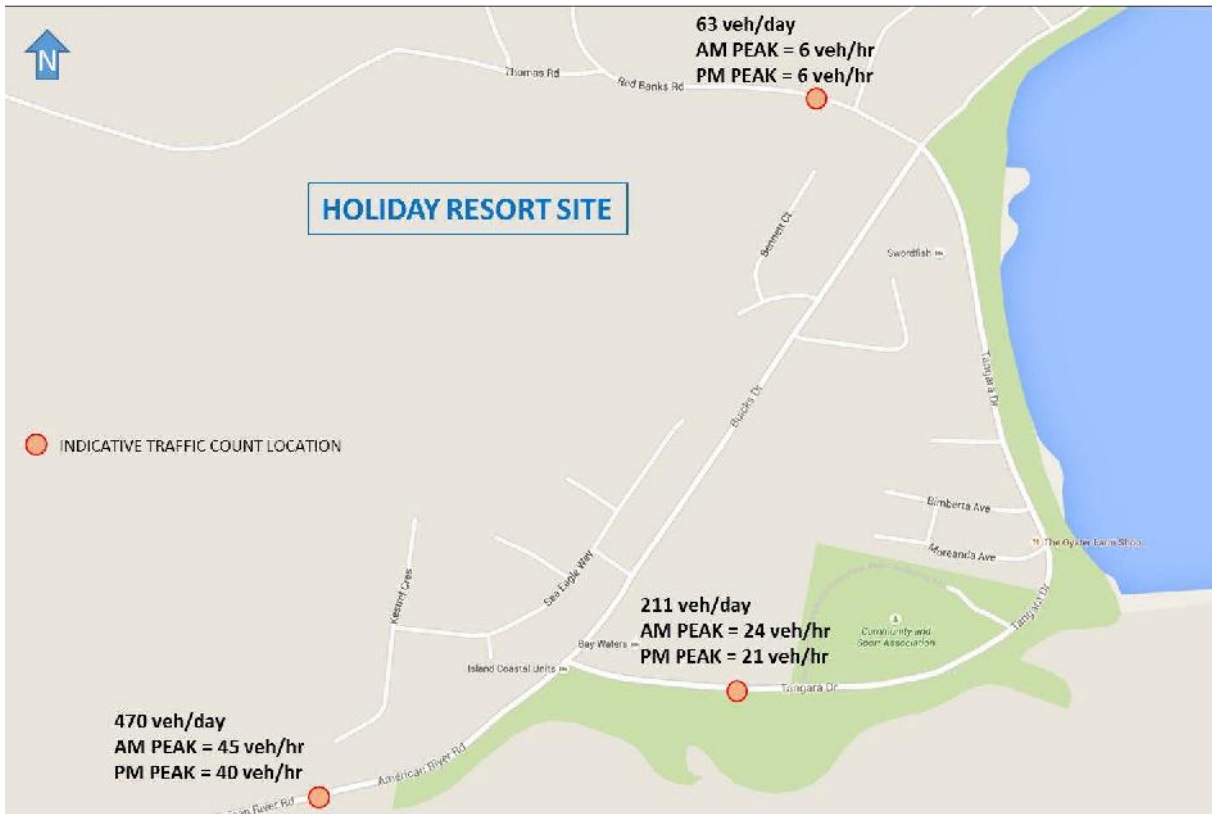 63 veh/day
AM PEAK = 6 veh/hr
PM PEAK = 6 veh/hr
N
Thomas Rd
Red Banks Rd
HOLIDAY RESORT SITE
Bennett Ct
Swordfish
Tangara Dr
Buicks Dr
INDICATIVE TRAFFIC COUNT LOCATION
Bimberta Ave
Moreanda Ave
The Oyster Farm Shop
Sea Eagle Way
Kestrel Cres
Tangara Dr
211 veh/day
AM PEAK = 24 veh/hr
PM PEAK = 21 veh/hr
Community and
Sport Association
Bay Waters
Island Coastal Units
Tangara Dr
470 veh/day
AM PEAK = 45 veh/hr
PM PEAK = 40 veh/hr
American River Rd
River Rd